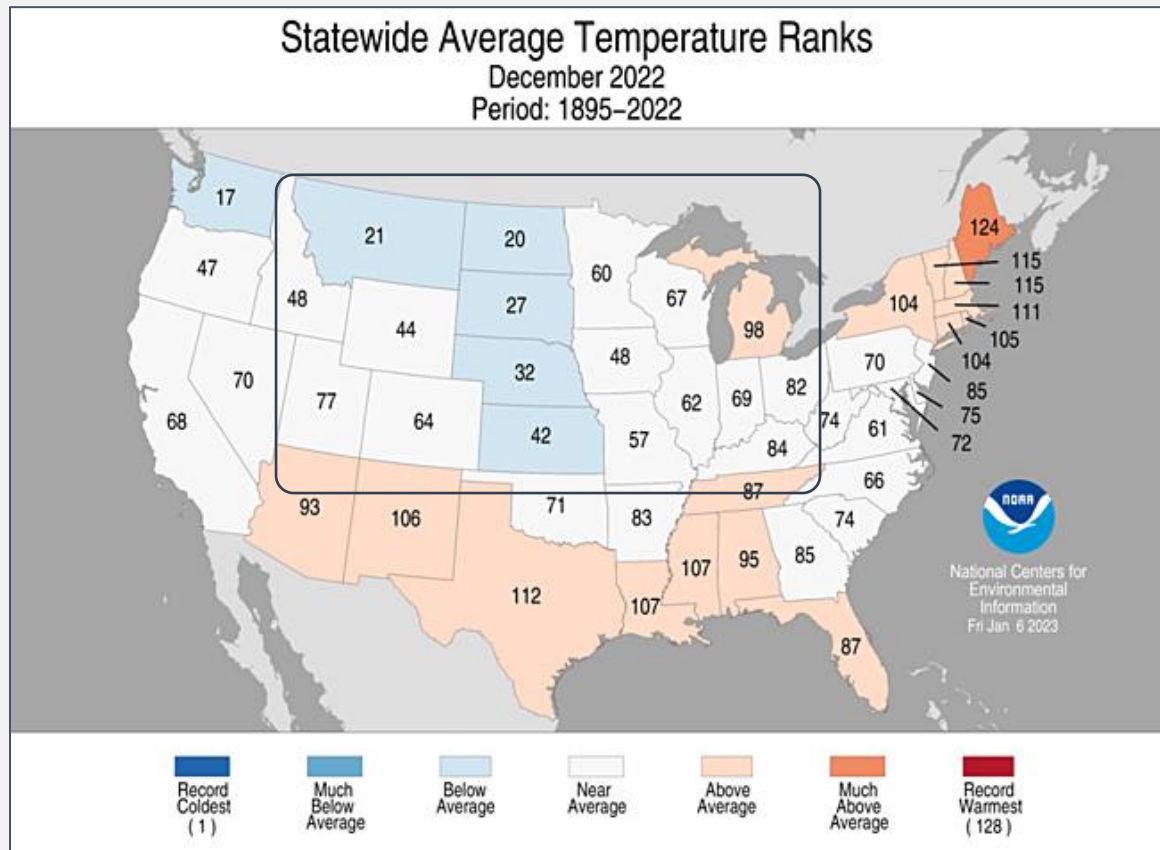 Statewide Average Temperature Ranks
December 2022
Period: 1895–2022
17
21
20
124
47
48
44
27
60
67
98
104
115
115
111
105
104
85
75
72
70
68
77
64
32
42
48
57
62
69
82
70
74
61
84
66
93
106
71
83
87
74
85
112
107
107
95
87
NOAA
National Centers for
Environmental
Information
Fri Jan 6 2023
Record
Coldest
(1)
Much
Below
Average
Below
Average
Near
Average
Above
Average
Much
Above
Average
Record
Warmest
(128)